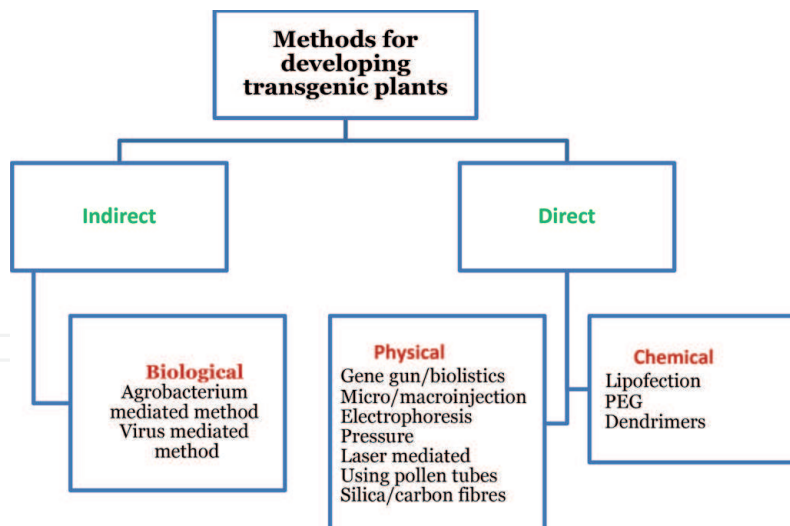 Methods for
developing
transgenic plants
Indirect
Direct
Biological
Agrobacterium
mediated method
Virus mediated
method
Physical
Gene gun/biolistics
Micro/macroinjection
Electrophoresis
Pressure
Laser mediated
Using pollen tubes
Silica/carbon fibres
Chemical
Lipofection
PEG
Dendrimers